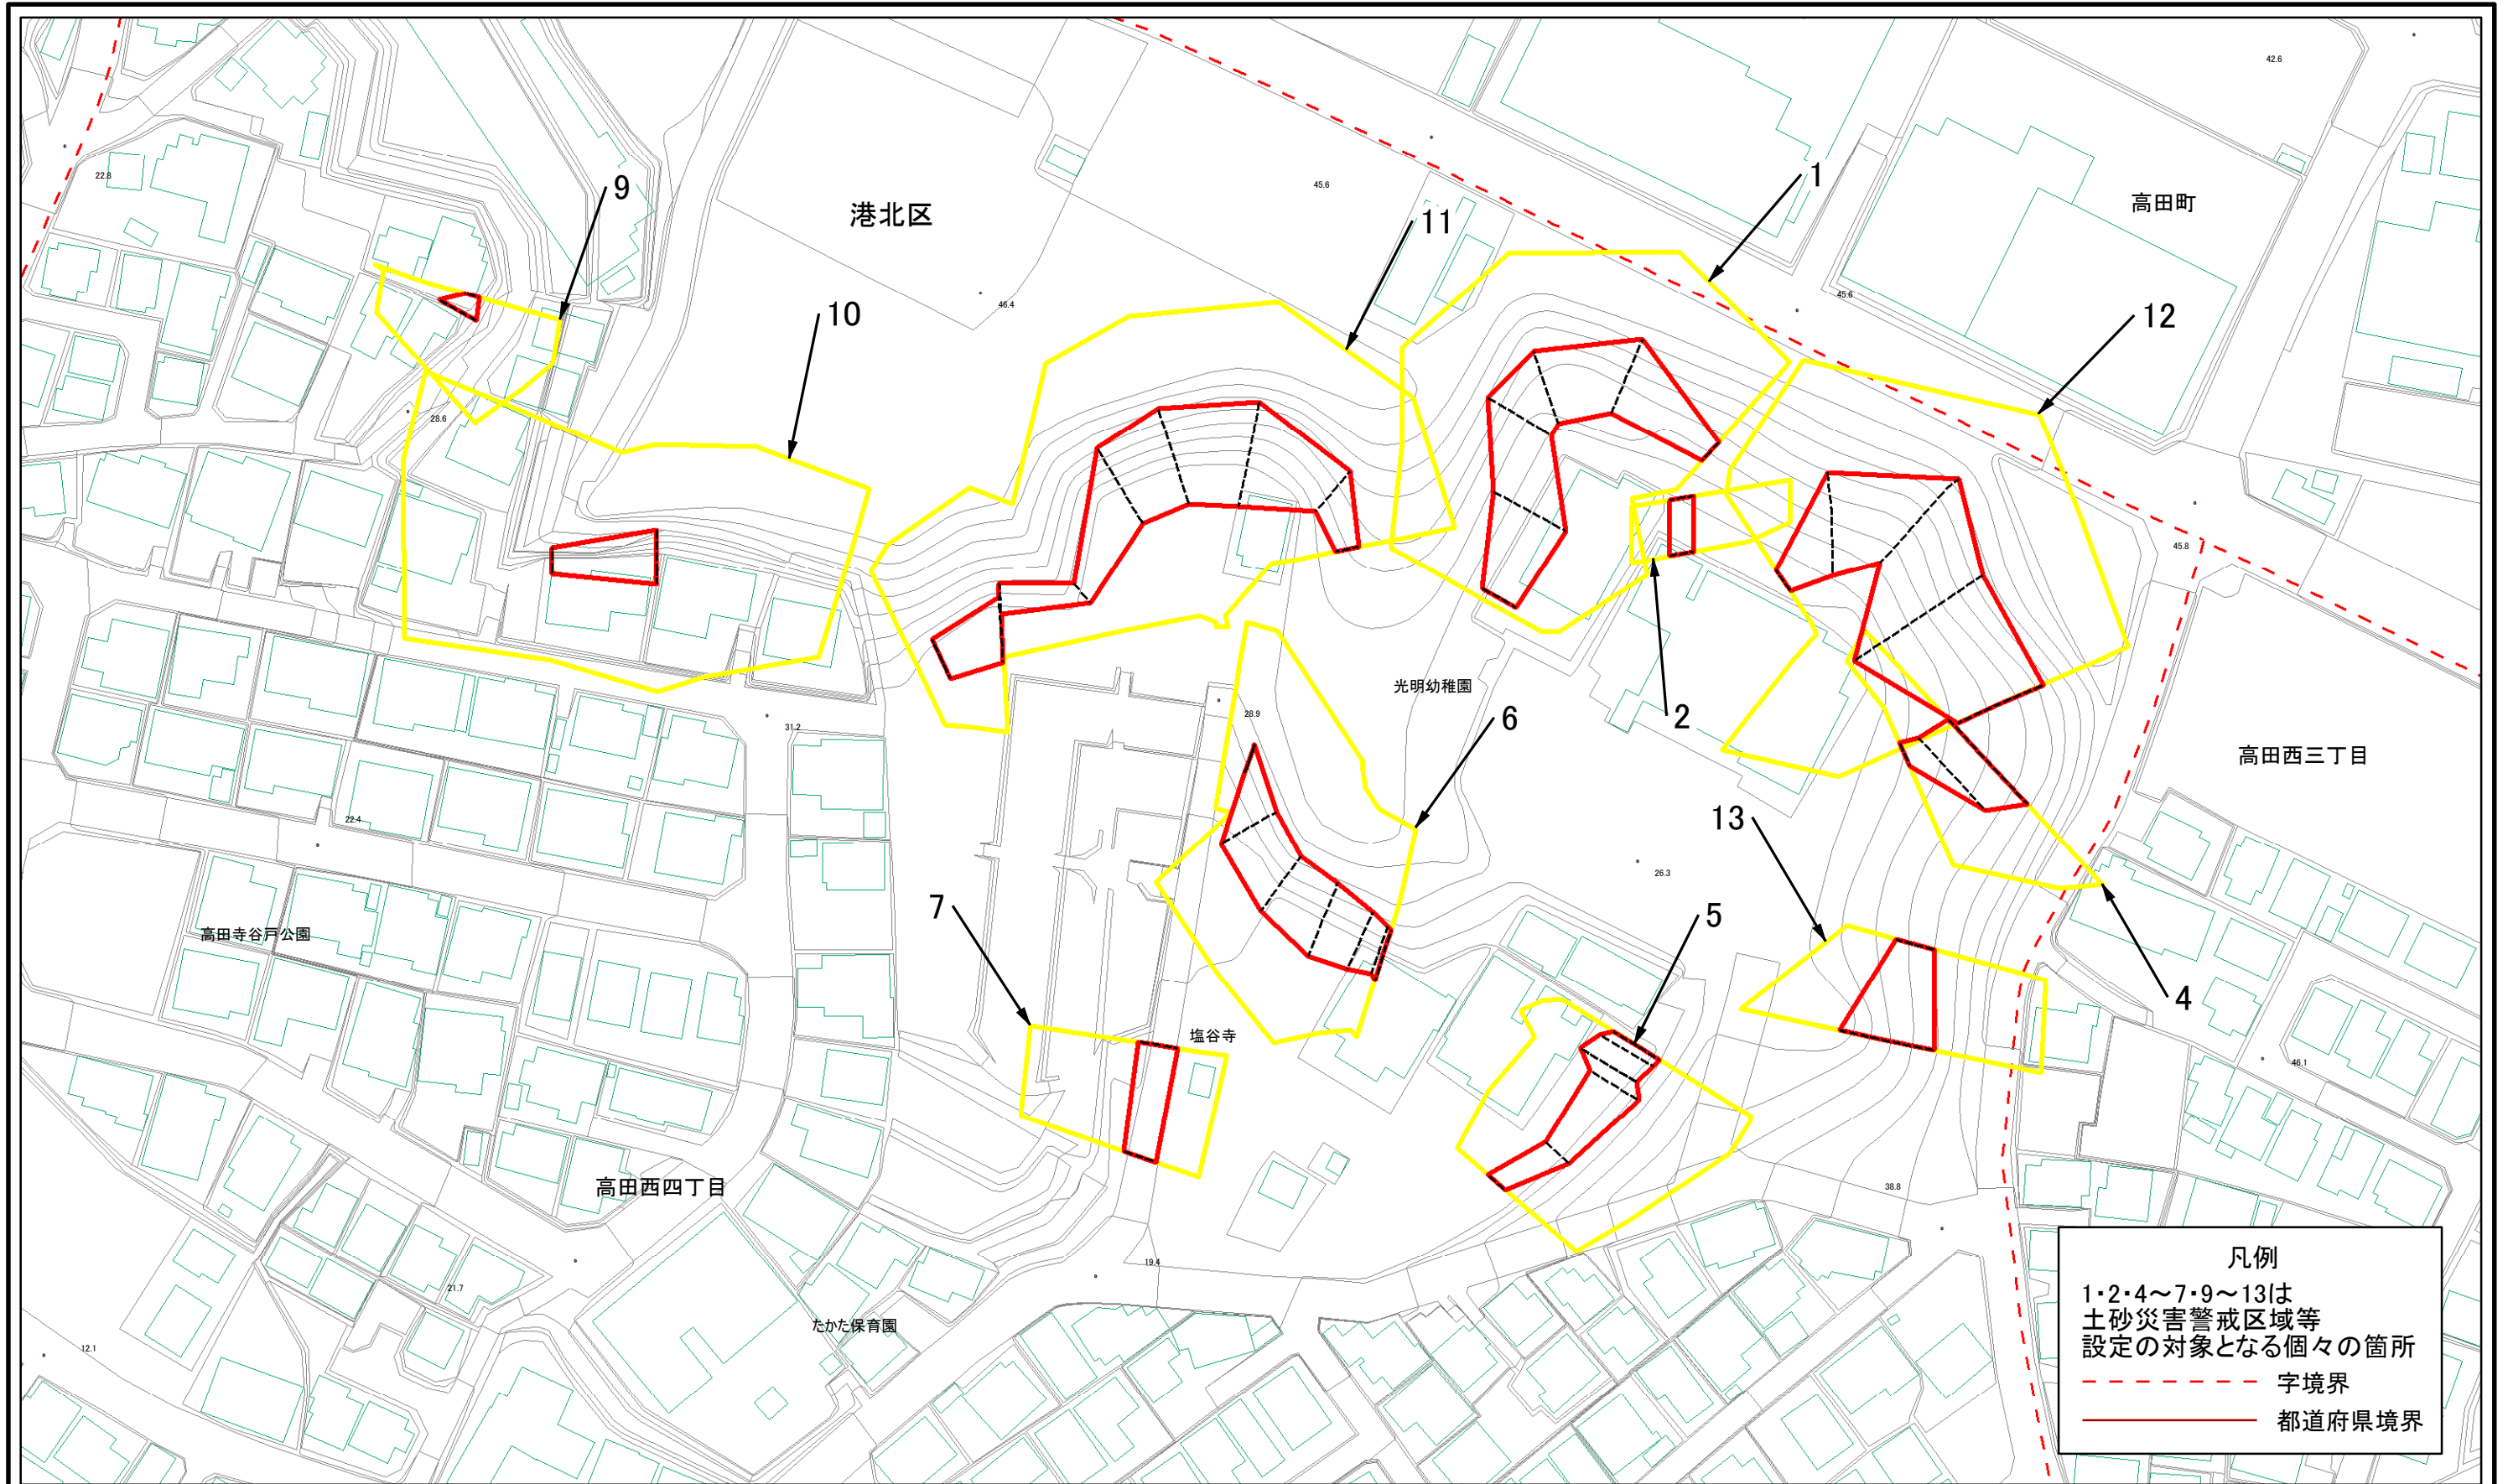 42.6
22.8
9
港北区
45.6
11
1
高田町
46.4
10
45.6
12
28.6
45.8
光明幼稚園
2
6
28.9
31.2
高田西三丁目
22.4
13
26.3
7
高田寺谷戸公園
5
4
塩谷寺
46.1
高田西四丁目
38.8
19.4
21.7
たかた保育園
12.1
凡例
1・2・4～7・9～13は
土砂災害警戒区域等
設定の対象となる個々の箇所
字境界
都道府県境界